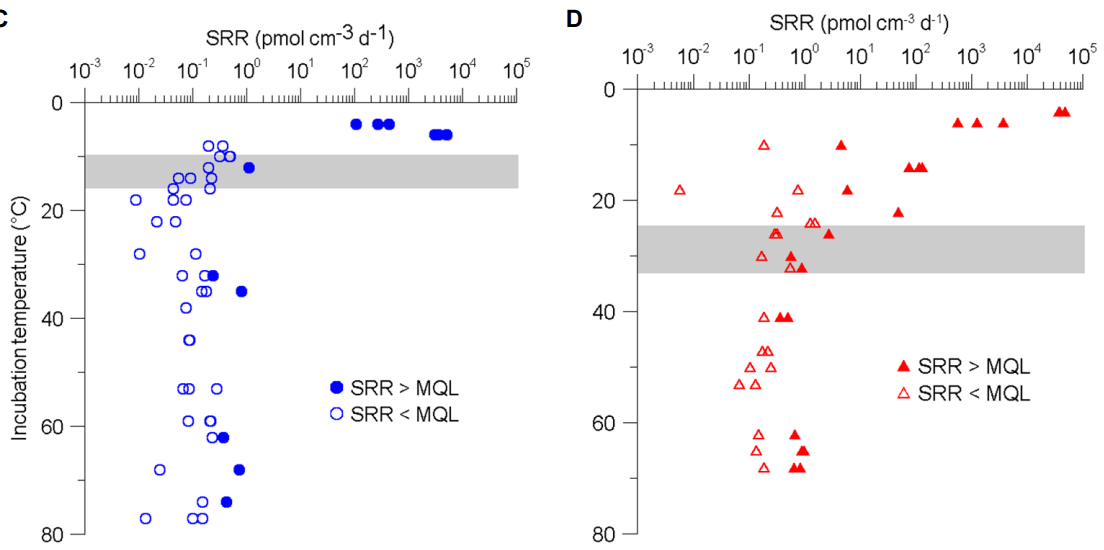 C
SRR (pmol cm-3 d-1)
10-3 10-2 10-1 100 101 102 103 104 105
0
20
40
60
80
Incubation temperature (°C)
SRR > MQL
SRR < MQL
D
SRR (pmol cm-3 d-1)
10-3 10-2 10-1 100 101 102 103 104 105
0
20
40
60
80
SRR > MQL
SRR < MQL